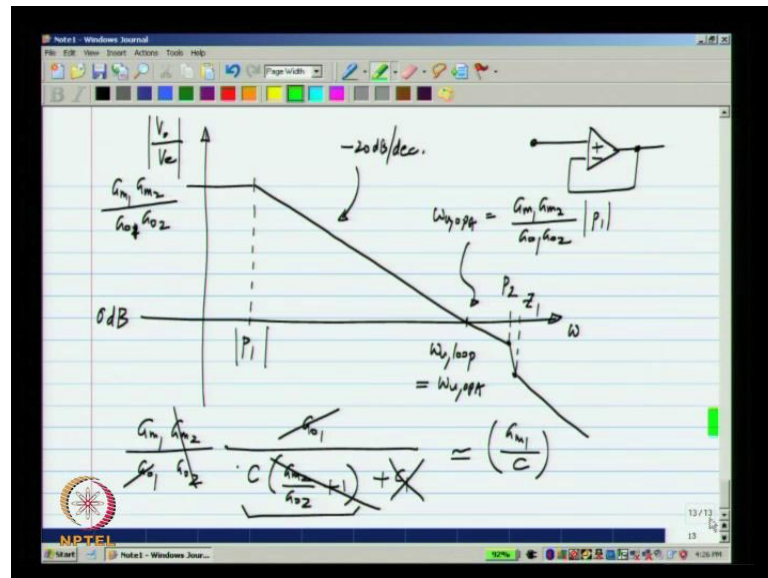 Note1 - Windows Journal
File Edit View Insert Actions Tools Help
Page Width
B I
|Vo/Ve|
-20dB/dec.
Gm1 Gm2 / Go1 Go2
ωu,opA = Gm1 Gm2 / Go1 Go2 |P1|
P2 Z1
0dB
ω
|P1|
ωu,loop
= ωu,opA
Gm1 Gm2 / Go1 Go2 · Go1 / C (Gm2/Go2 + 1) + C1 ≃ (Gm1/C)
13/13
NPTEL
13
Start Note1 - Windows Jour... 92% 4:26 PM